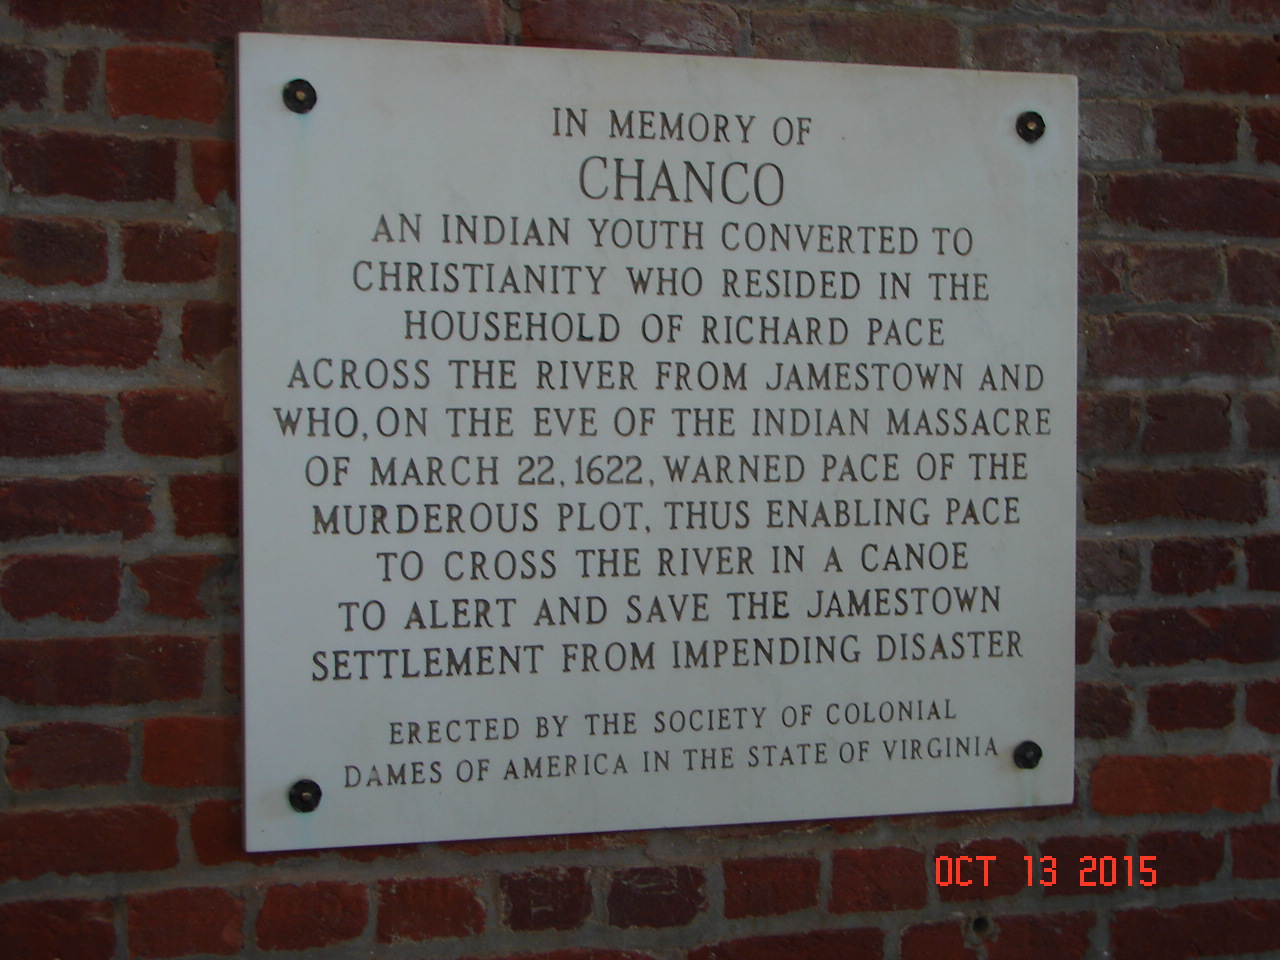 IN MEMORY OF
CHANCO
AN INDIAN YOUTH CONVERTED TO
CHRISTIANITY WHO RESIDED IN THE
HOUSEHOLD OF RICHARD PACE
ACROSS THE RIVER FROM JAMESTOWN AND
WHO, ON THE EVE OF THE INDIAN MASSACRE
OF MARCH 22, 1622, WARNED PACE OF THE
MURDEROUS PLOT, THUS ENABLING PACE
TO CROSS THE RIVER IN A CANOE
TO ALERT AND SAVE THE JAMESTOWN
SETTLEMENT FROM IMPENDING DISASTER
ERECTED BY THE SOCIETY OF COLONIAL
DAMES OF AMERICA IN THE STATE OF VIRGINIA
OCT 13 2015